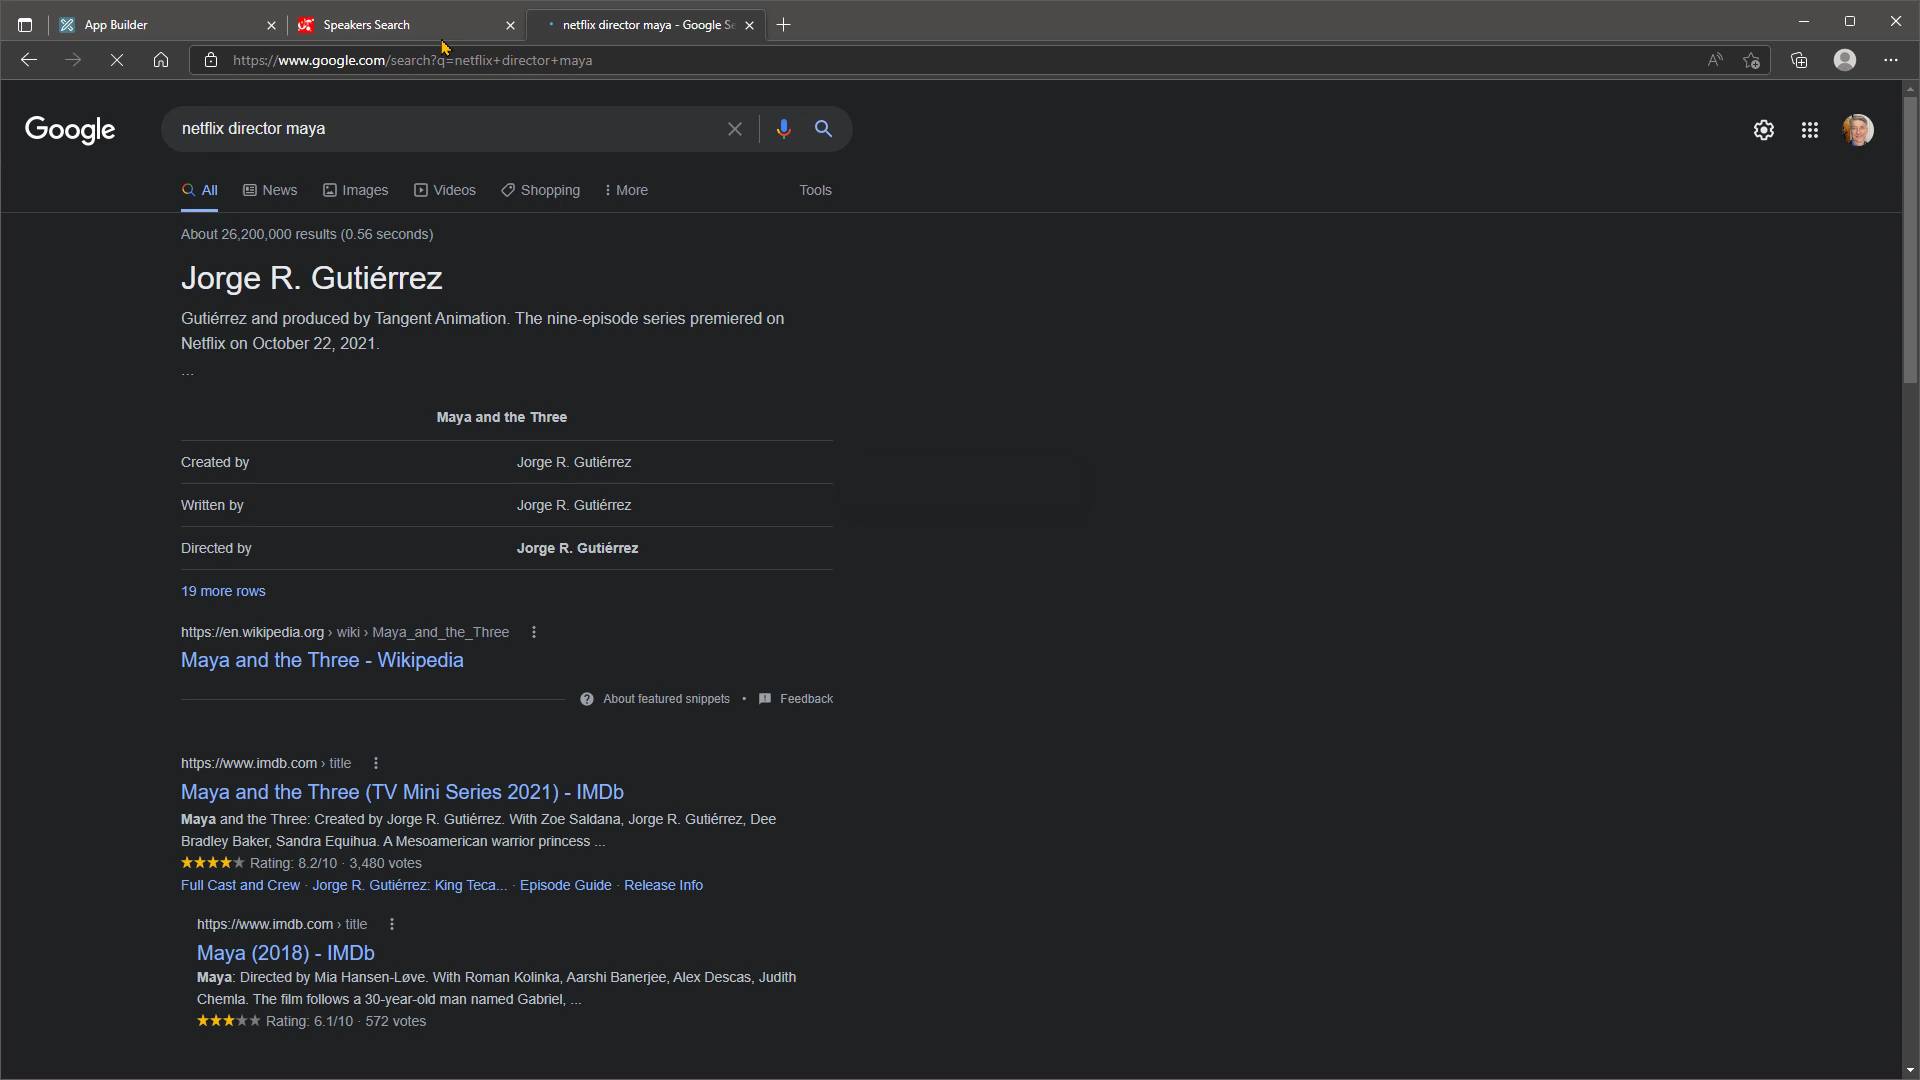 App Builder
Speakers Search
netflix director maya - Google Se
https://www.google.com/search?q=netflix+director+maya
Google
netflix director maya
All
News
Images
Videos
Shopping
More
Tools
About 26,200,000 results (0.56 seconds)
Jorge R. Gutiérrez
Gutiérrez and produced by Tangent Animation. The nine-episode series premiered on
Netflix on October 22, 2021.
...
Maya and the Three
Created by Jorge R. Gutiérrez
Written by Jorge R. Gutiérrez
Directed by Jorge R. Gutiérrez
19 more rows
https://en.wikipedia.org › wiki › Maya_and_the_Three
Maya and the Three - Wikipedia
About featured snippets • Feedback
https://www.imdb.com › title
Maya and the Three (TV Mini Series 2021) - IMDb
Maya and the Three: Created by Jorge R. Gutiérrez. With Zoe Saldana, Jorge R. Gutiérrez, Dee
Bradley Baker, Sandra Equihua. A Mesoamerican warrior princess ...
Rating: 8.2/10 · 3,480 votes
Full Cast and Crew · Jorge R. Gutiérrez: King Teca... · Episode Guide · Release Info
https://www.imdb.com › title
Maya (2018) - IMDb
Maya: Directed by Mia Hansen-Løve. With Roman Kolinka, Aarshi Banerjee, Alex Descas, Judith
Chemla. The film follows a 30-year-old man named Gabriel, ...
Rating: 6.1/10 · 572 votes